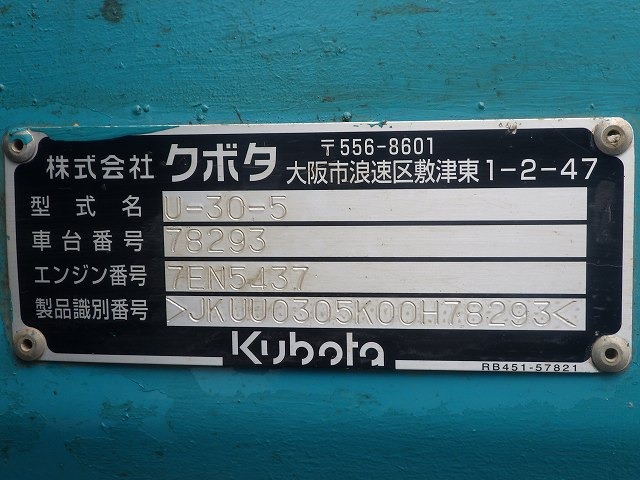 株式会社 クボタ 〒556-8601
大阪市浪速区敷津東1-2-47
型式名 U-30-5
車台番号 78293
エンジン番号 7EN5437
製品識別番号 >JKUU0305K00H78293<
Kubota
RB451-57821